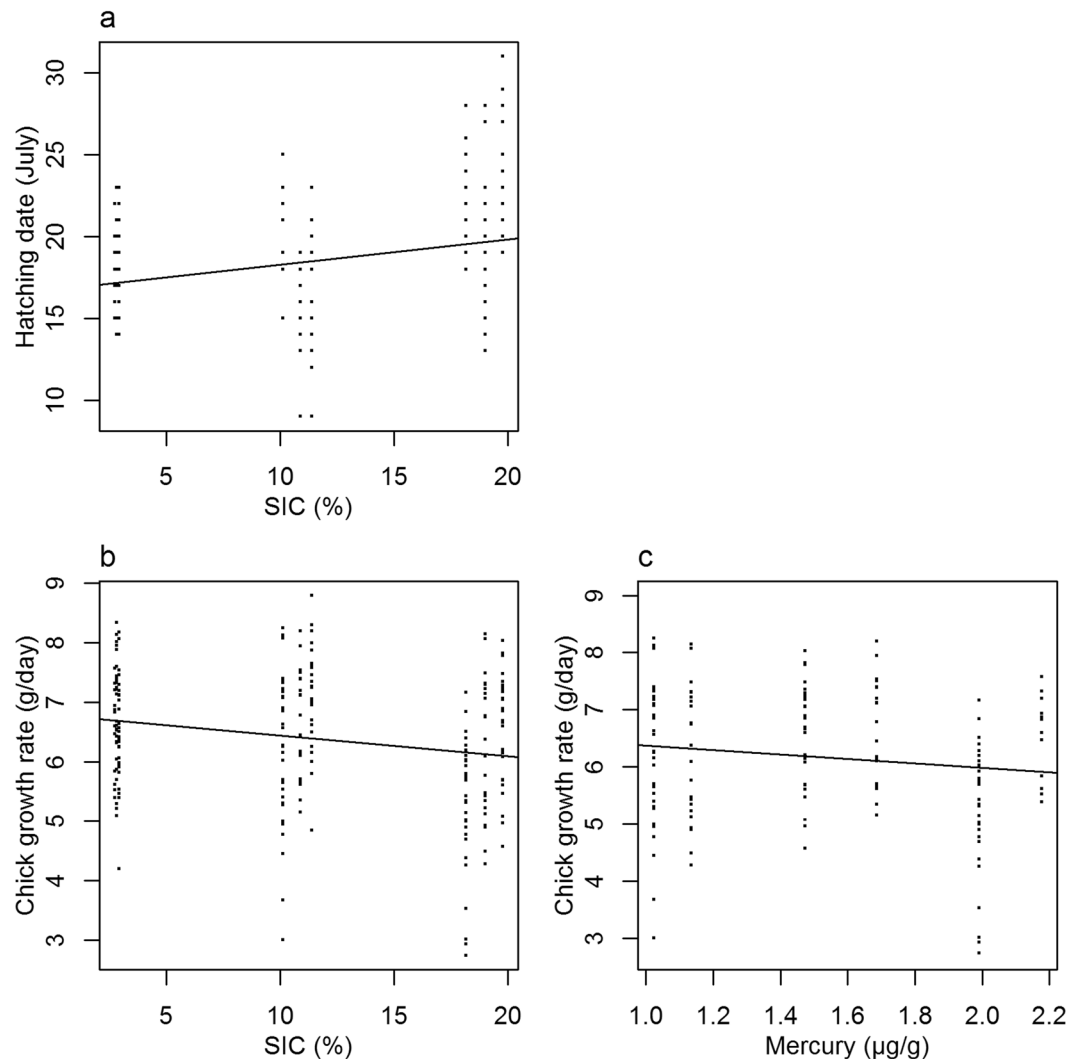 a
Hatching date (July)
30
25
20
15
10
5 10 15 20
SIC (%)
b
Chick growth rate (g/day)
9
8
7
6
5
4
3
5 10 15 20
SIC (%)
c
Chick growth rate (g/day)
9
8
7
6
5
4
3
1.0 1.2 1.4 1.6 1.8 2.0 2.2
Mercury (µg/g)